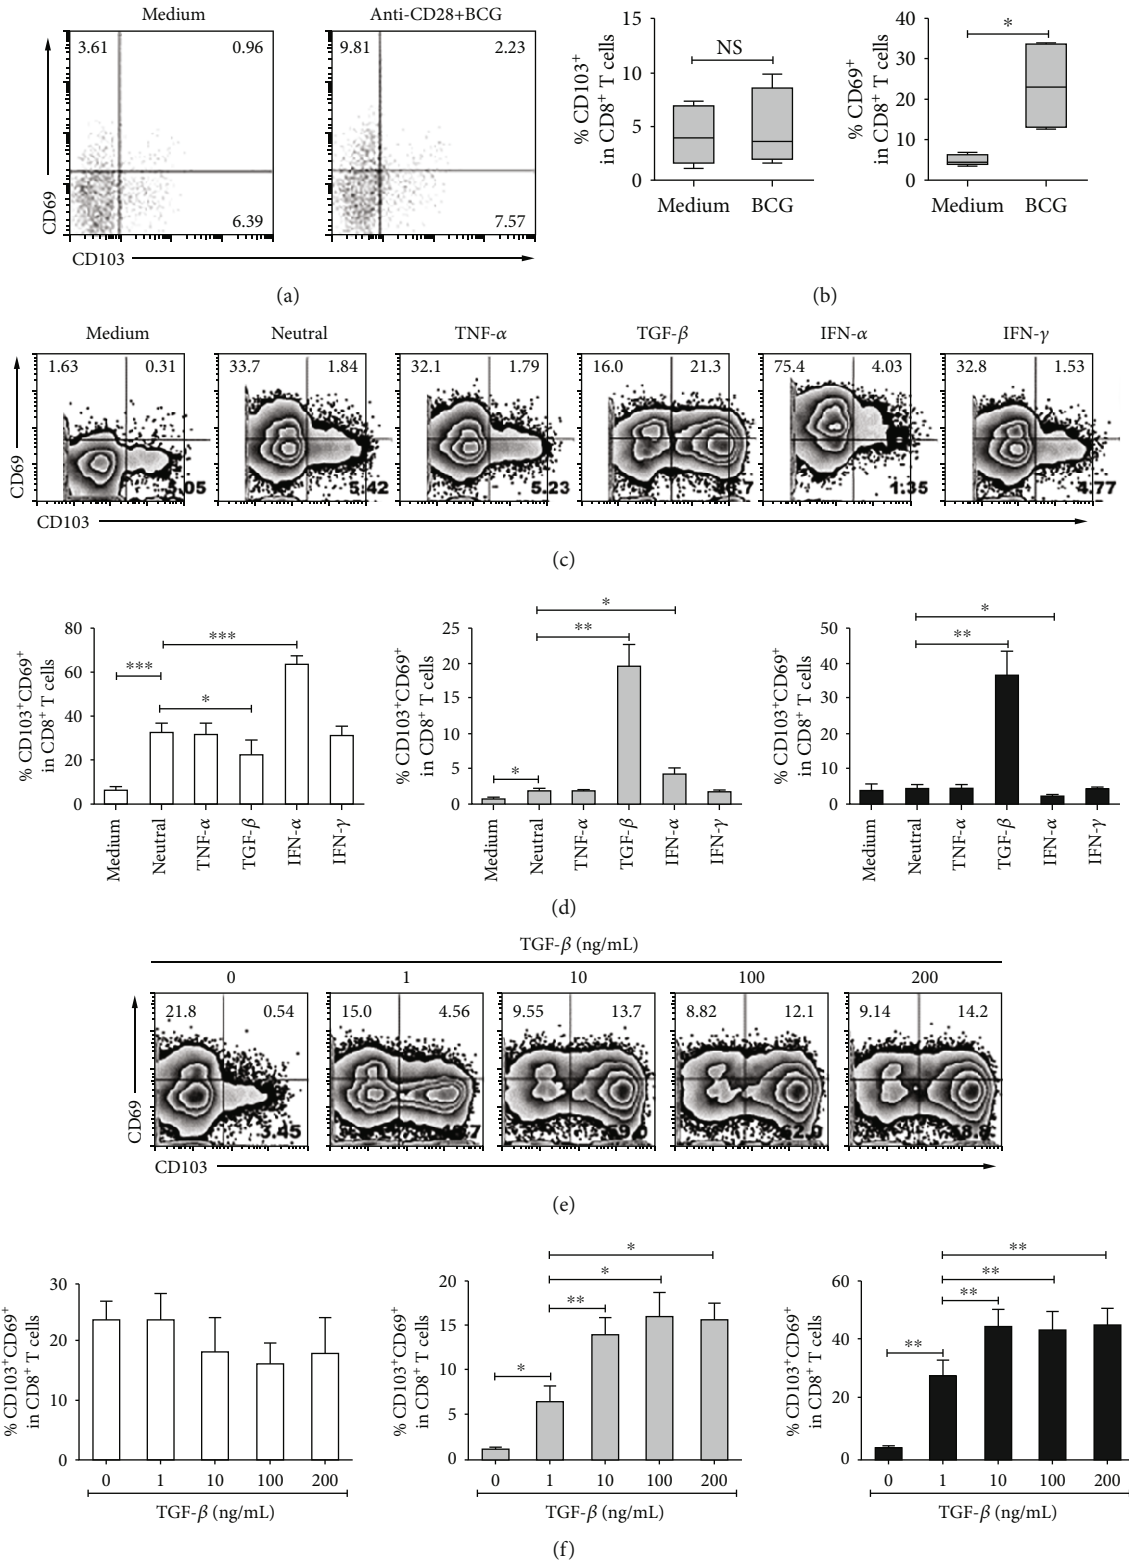 Medium
Anti-CD28+BCG
3.61 0.96
6.39
9.81 2.23
7.57
CD69
CD103
(a)
% CD103⁺
in CD8⁺ T cells
15
10
5
0
NS
Medium BCG
% CD69⁺
in CD8⁺ T cells
40
30
20
10
0
*
Medium BCG
(b)
Medium Neutral TNF-α TGF-β IFN-α IFN-γ
1.63 0.31 33.7 1.84 32.1 1.79 16.0 21.3 75.4 4.03 32.8 1.53
5.42 5.23 1.35 4.77
CD69
CD103
(c)
% CD103⁺CD69⁺
in CD8⁺ T cells
80
60
40
20
0
***
***
*
Medium Neutral TNF-α TGF-β IFN-α IFN-γ
% CD103⁺CD69⁺
in CD8⁺ T cells
25
20
15
10
5
0
*
**
*
Medium Neutral TNF-α TGF-β IFN-α IFN-γ
% CD103⁺CD69⁺
in CD8⁺ T cells
50
40
30
20
10
0
*
**
Medium Neutral TNF-α TGF-β IFN-α IFN-γ
(d)
TGF-β (ng/mL)
0 1 10 100 200
21.8 0.54 15.0 4.56 9.55 13.7 8.82 12.1 9.14 14.2
CD69
CD103
(e)
% CD103⁺CD69⁺
in CD8⁺ T cells
30
20
10
0
0 1 10 100 200
TGF-β (ng/mL)
% CD103⁺CD69⁺
in CD8⁺ T cells
20
15
10
5
0
*
*
**
*
0 1 10 100 200
TGF-β (ng/mL)
% CD103⁺CD69⁺
in CD8⁺ T cells
60
40
20
0
**
**
**
**
0 1 10 100 200
TGF-β (ng/mL)
(f)